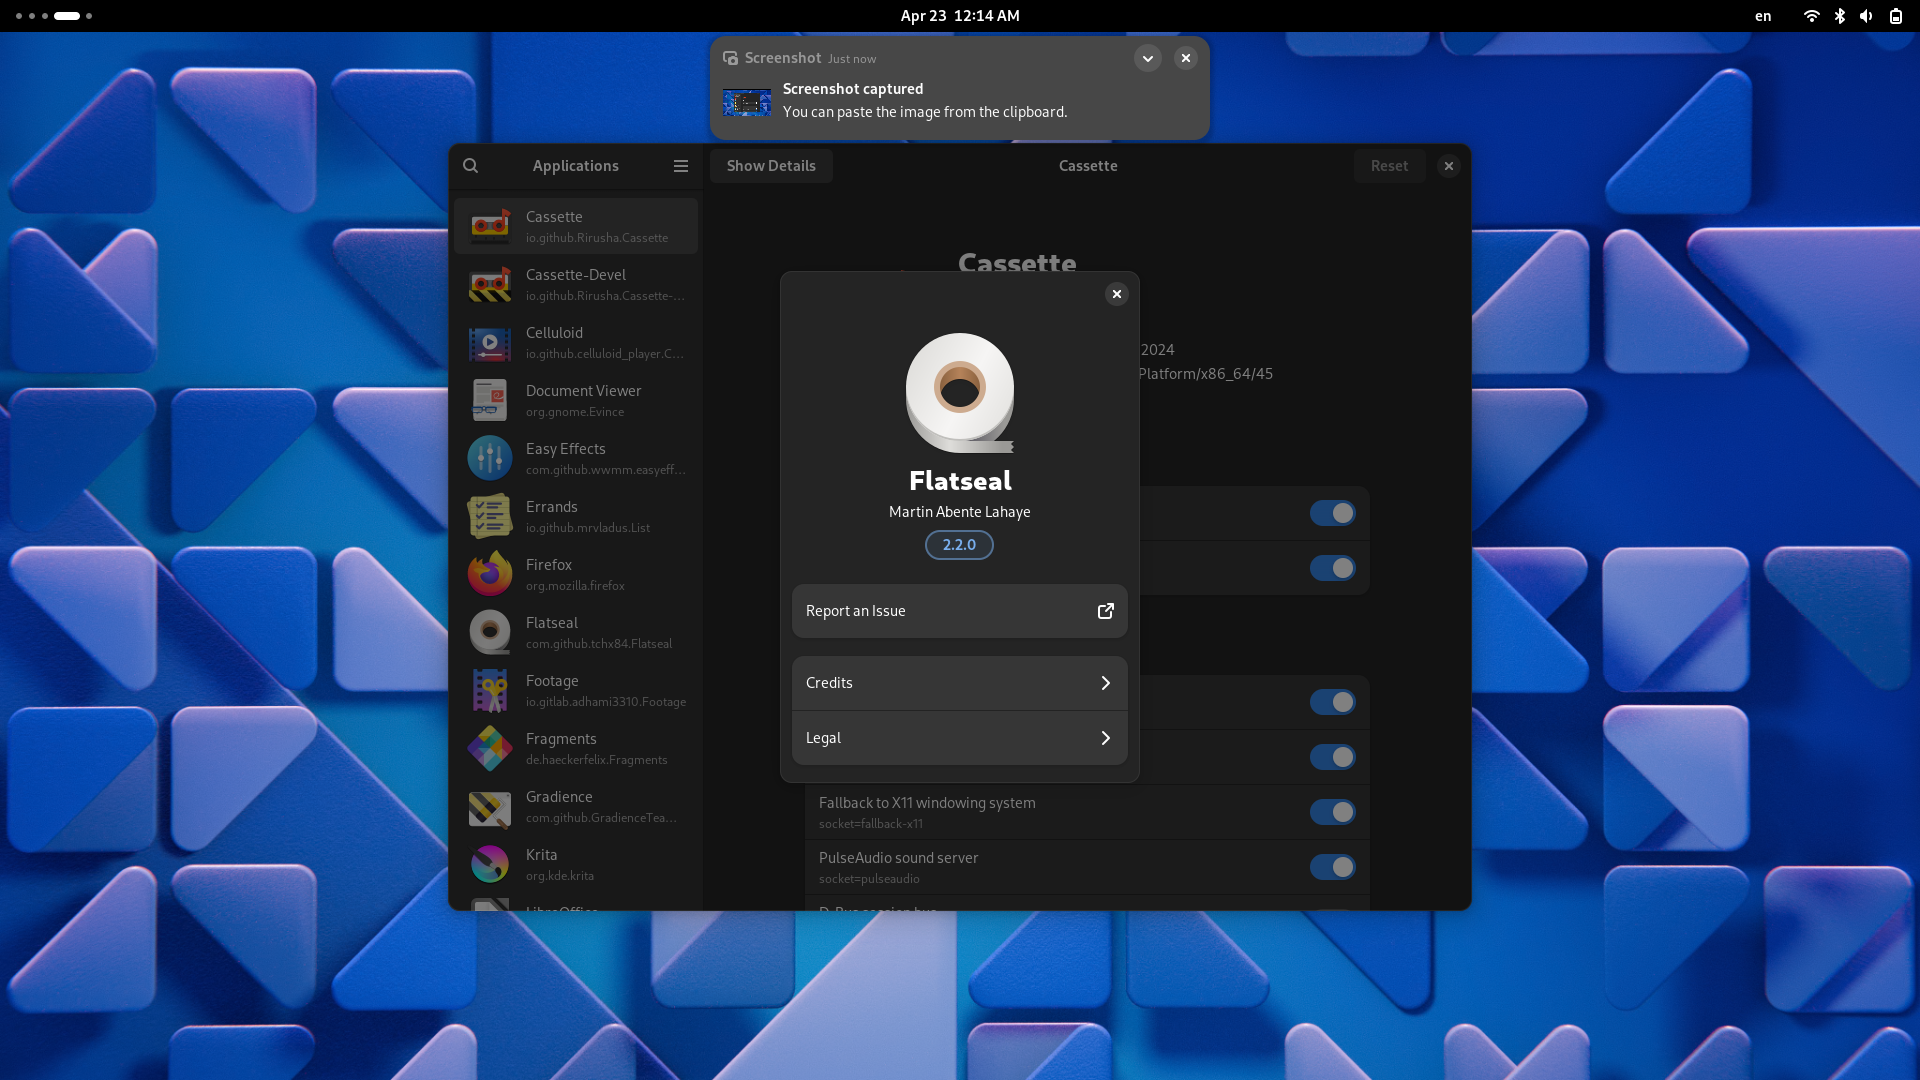 Apr 23 12:14 AM
en
Screenshot Just now
Screenshot captured
You can paste the image from the clipboard.
Applications
Show Details
Cassette
Reset
Cassette
io.github.Rirusha.Cassette
Cassette-Devel
io.github.Rirusha.Cassette-...
Celluloid
io.github.celluloid_player.C...
Document Viewer
org.gnome.Evince
Easy Effects
com.github.wwmm.easyeff...
Errands
io.github.mrvladus.List
Firefox
org.mozilla.firefox
Flatseal
com.github.tchx84.Flatseal
Footage
io.gitlab.adhami3310.Footage
Fragments
de.haeckerfelix.Fragments
Gradience
com.github.GradienceTea...
Krita
org.kde.krita
LibreOffice
Cassette
2024
Platform/x86_64/45
Flatseal
Martin Abente Lahaye
2.2.0
Report an Issue
Credits
Legal
Fallback to X11 windowing system
socket=fallback-x11
PulseAudio sound server
socket=pulseaudio
D-Bus session bus